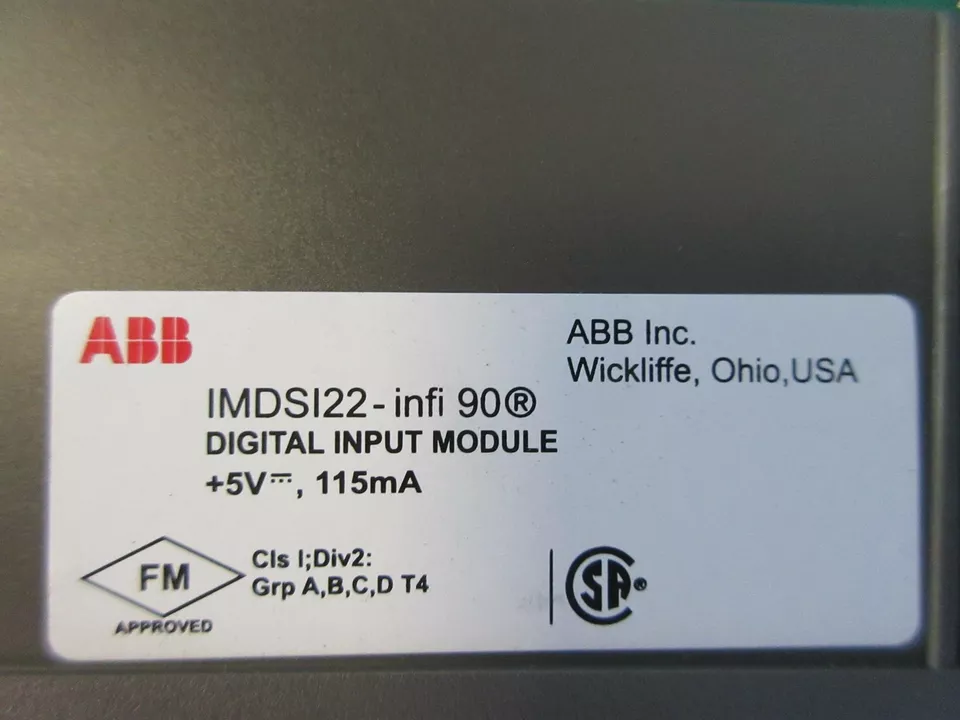 ABB
ABB Inc.
Wickliffe, Ohio,USA
IMDSI22-infi 90®
DIGITAL INPUT MODULE
+5V⎓, 115mA
FM
APPROVED
Cls I;Div2:
Grp A,B,C,D T4
SA®